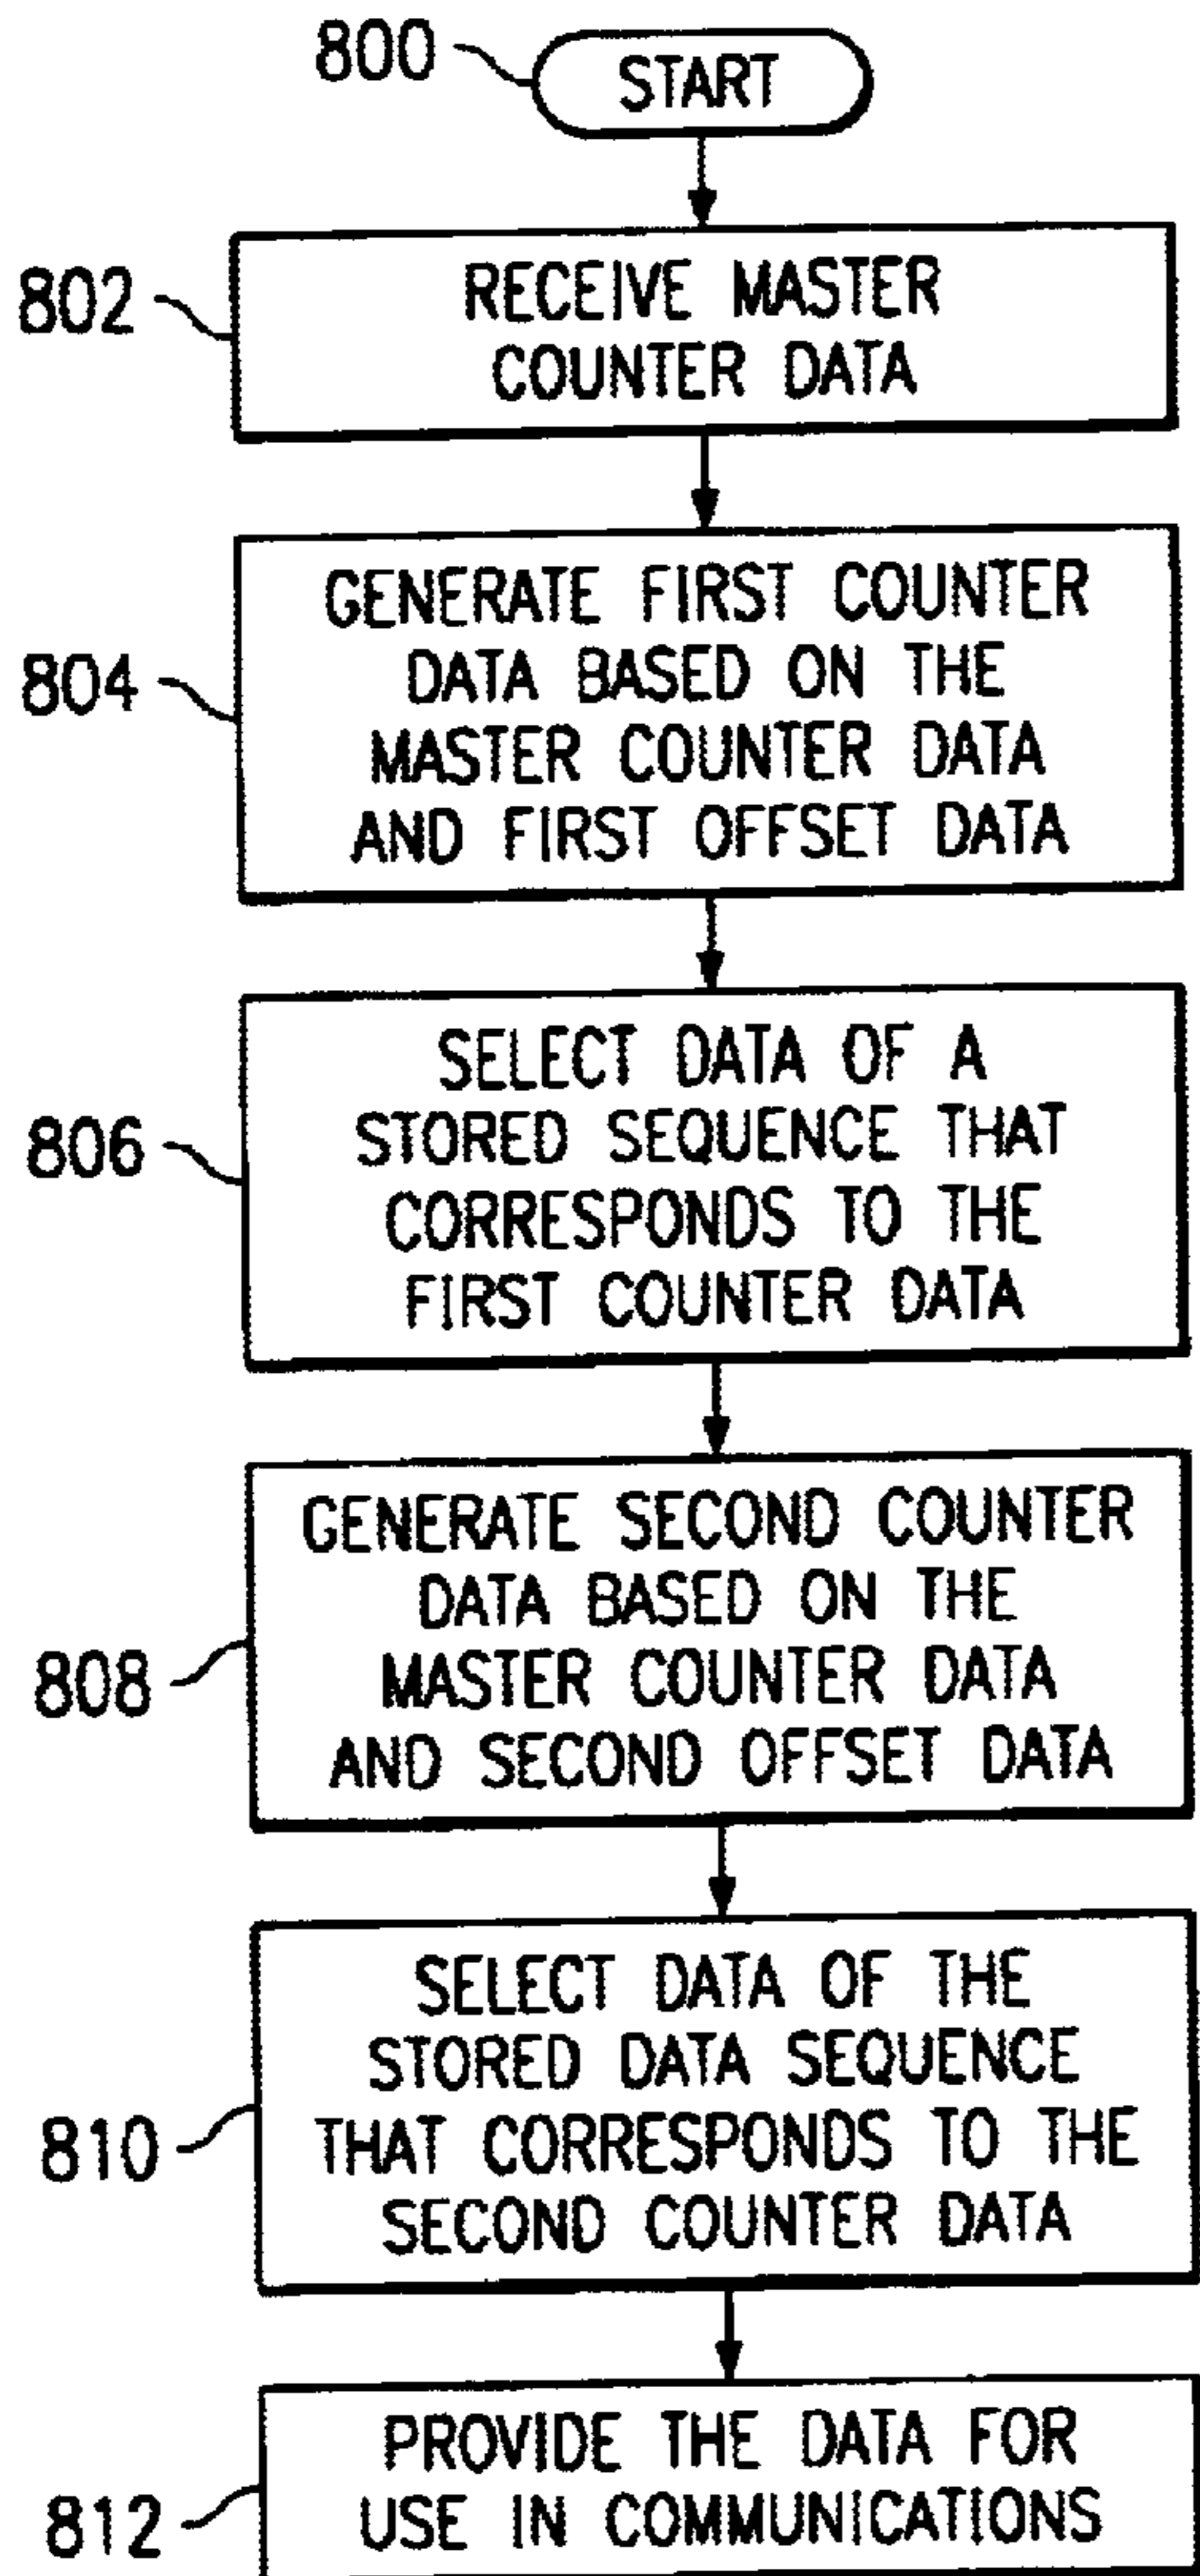 800
START
802
RECEIVE MASTER
COUNTER DATA
804
GENERATE FIRST COUNTER
DATA BASED ON THE
MASTER COUNTER DATA
AND FIRST OFFSET DATA
806
SELECT DATA OF A
STORED SEQUENCE THAT
CORRESPONDS TO THE
FIRST COUNTER DATA
808
GENERATE SECOND COUNTER
DATA BASED ON THE
MASTER COUNTER DATA
AND SECOND OFFSET DATA
810
SELECT DATA OF THE
STORED DATA SEQUENCE
THAT CORRESPONDS TO THE
SECOND COUNTER DATA
812
PROVIDE THE DATA FOR
USE IN COMMUNICATIONS